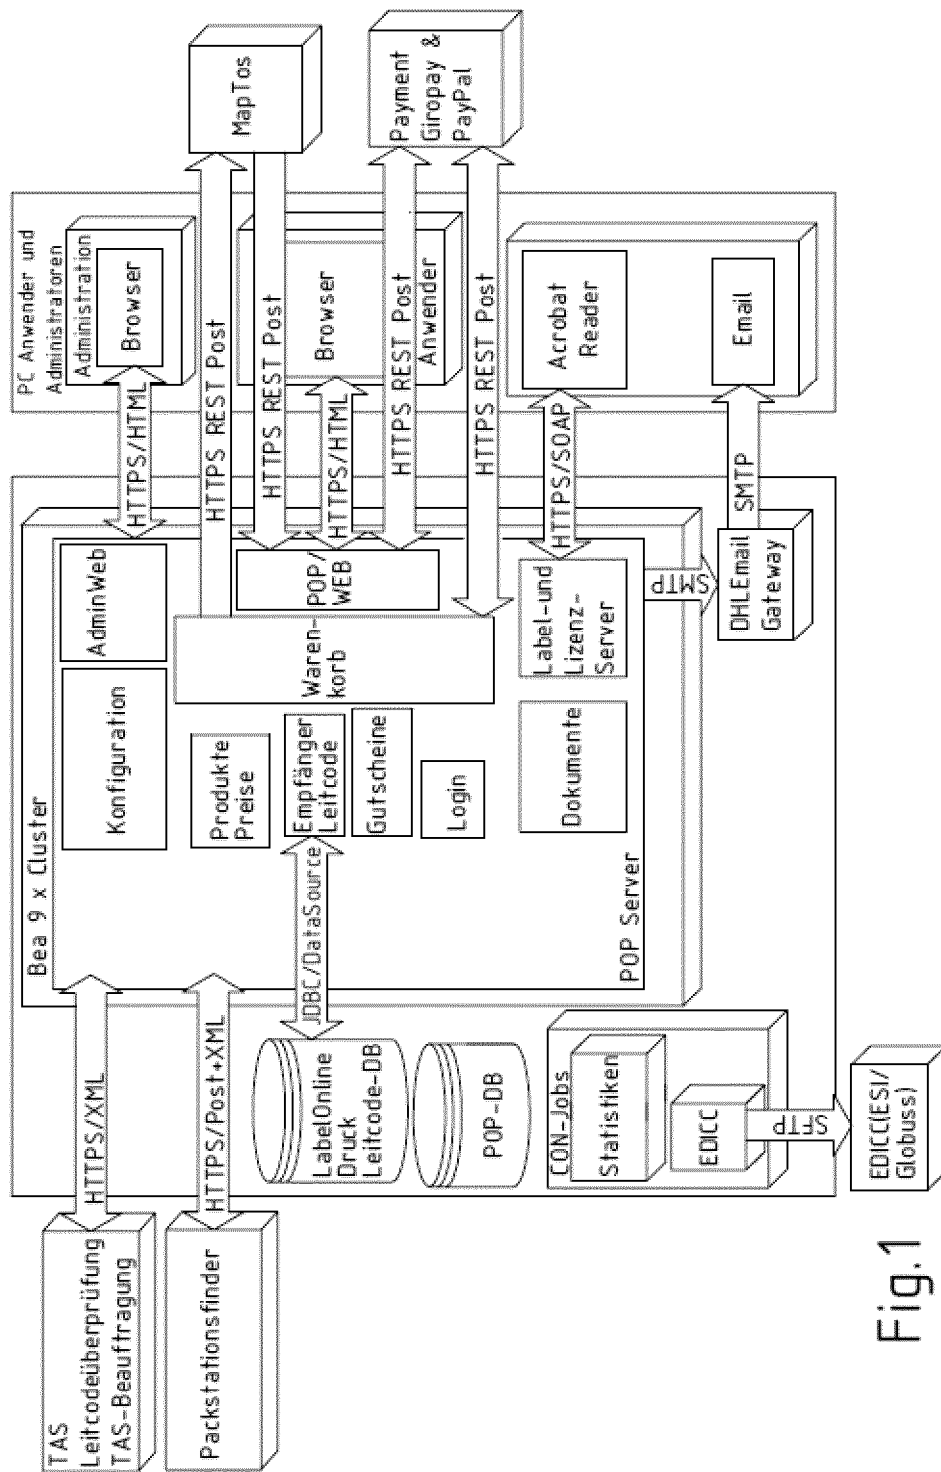 TAS
Leitcodeüberprüfung
TAS-Beauftragung
HTTPS/XML
Packstationsfinder
HTTPS/Post+XML
Bea 9 x Cluster
Konfiguration
AdminWeb
HTTPS/HTML
PC Anwender und
Administratoren
Administration
Browser
HTTPS REST Post
MapTos
HTTPS REST Post
LabelOnline
Druck
Leitcode-DB
JDBC/DataSource
Produkte
Preise
Empfänger
Leitcode
Gutscheine
Login
Waren-
korb
POP/
WEB
HTTPS/HTML
Browser
Anwender
HTTPS REST Post
HTTPS REST Post
Payment
Giropay &
PayPal
POP-DB
CON-Jobs
Statistiken
EDICC
SFTP
EDICC(ESI/
Globuss)
Dokumente
Label-und
Lizenz-
Server
HTTPS/SOAP
Acrobat
Reader
POP Server
SMTP
DHLEmail
Gateway
SMTP
Email
Fig.1